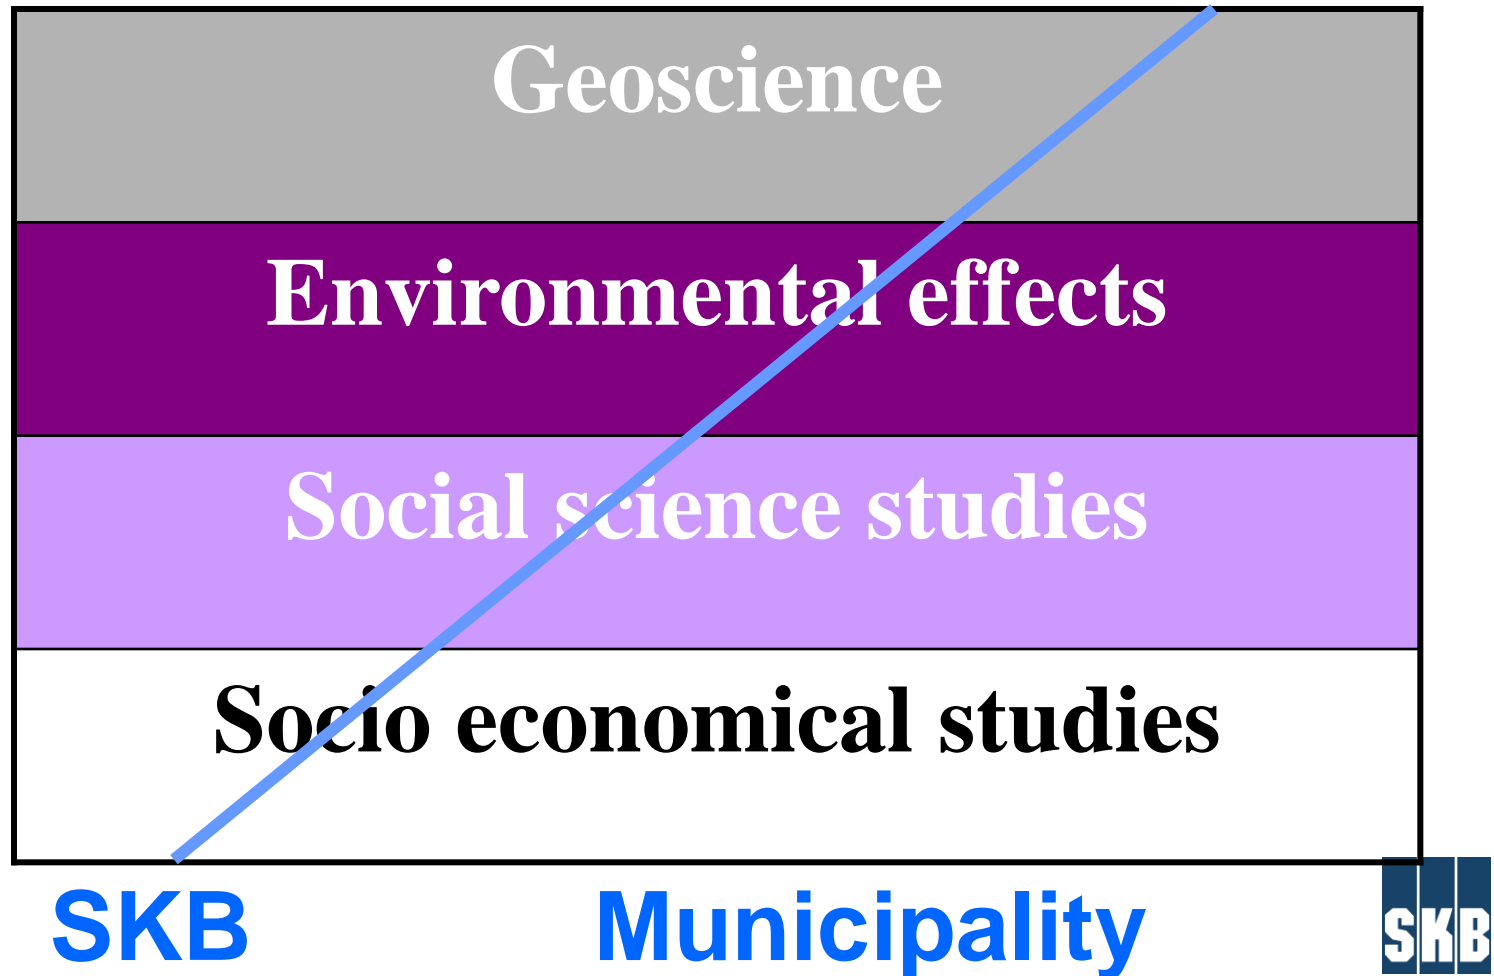 Geoscience
Environmental effects
Social science studies
Socio economical studies
SKB Municipality
SKB